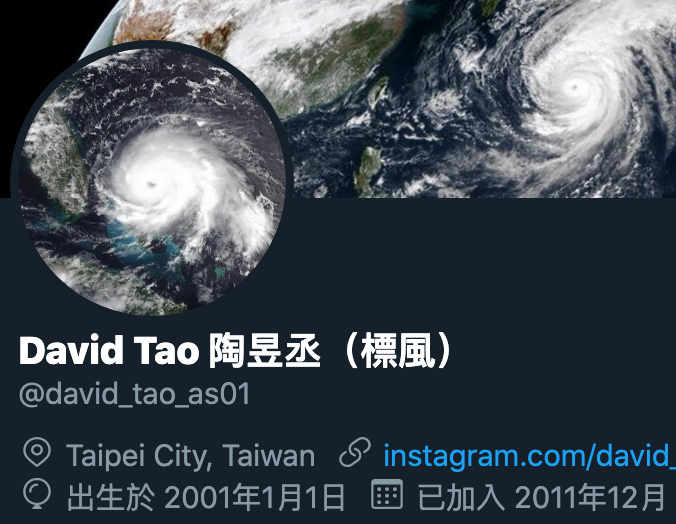 David Tao 陶昱丞（標風）
@david_tao_as01
Taipei City, Taiwan instagram.com/david_
出生於 2001年1月1日 已加入 2011年12月